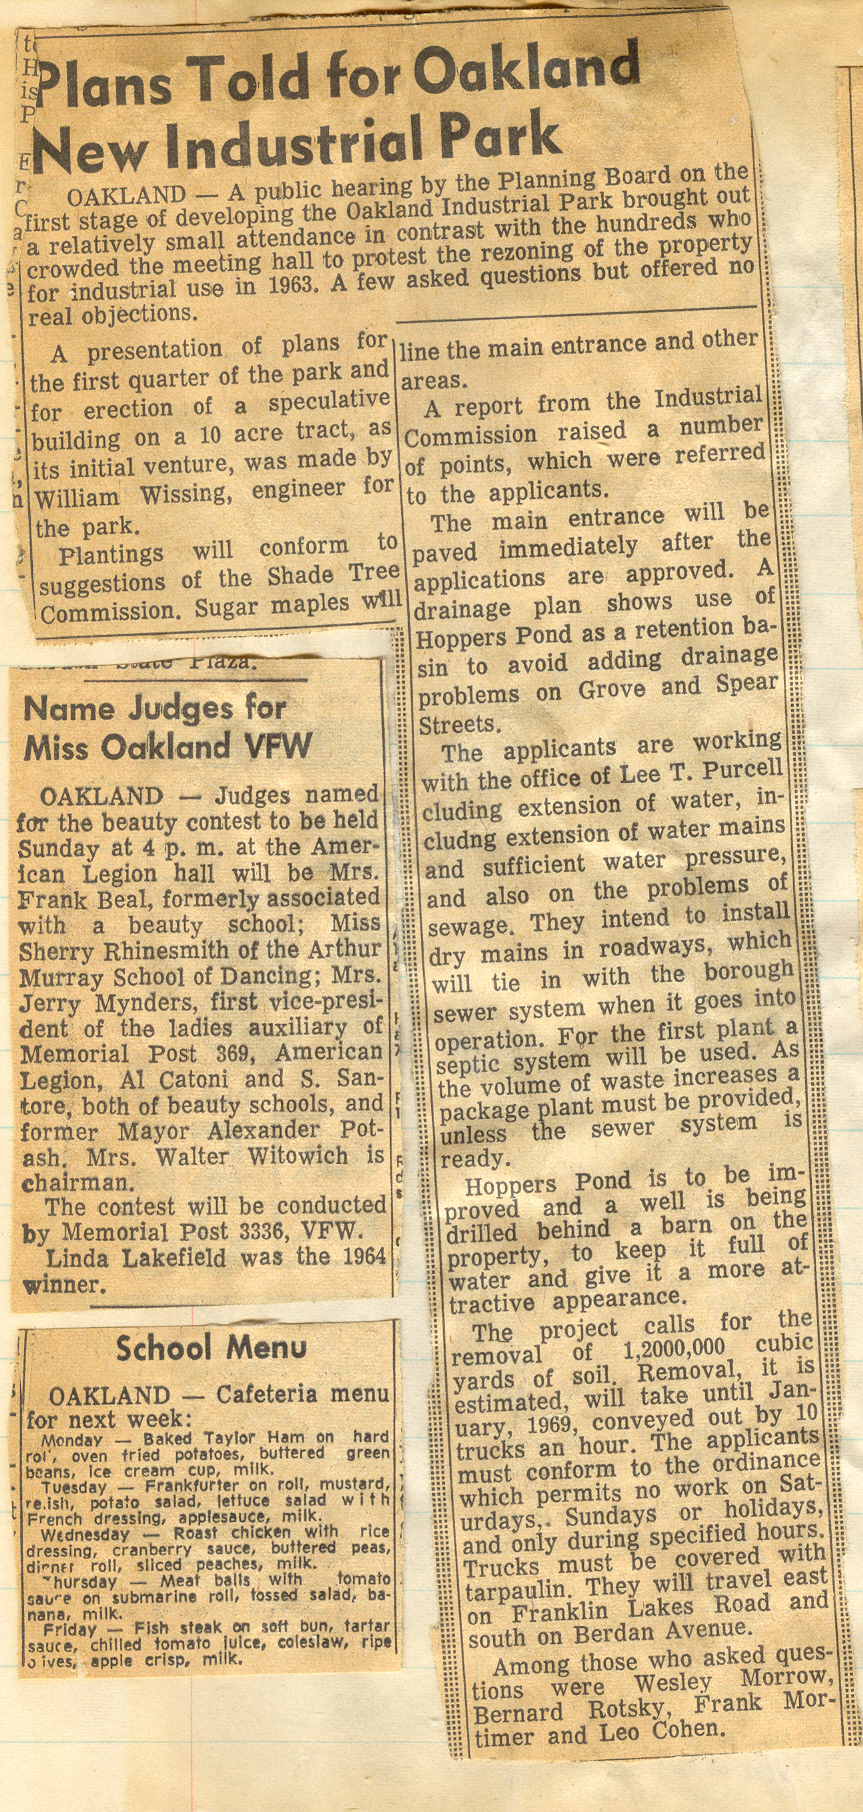 Plans Told for Oakland
New Industrial Park
OAKLAND — A public hearing by the Planning Board on the
first stage of developing the Oakland Industrial Park brought out
a relatively small attendance in contrast with the hundreds who
crowded the meeting hall to protest the rezoning of the property
for industrial use in 1963. A few asked questions but offered no
real objections.
A presentation of plans for
the first quarter of the park and
for erection of a speculative
building on a 10 acre tract, as
its initial venture, was made by
William Wissing, engineer for
the park.
Plantings will conform to
suggestions of the Shade Tree
Commission. Sugar maples will
line the main entrance and other
areas.
A report from the Industrial
Commission raised a number
of points, which were referred
to the applicants.
The main entrance will be
paved immediately after the
applications are approved. A
drainage plan shows use of
Hoppers Pond as a retention ba-
sin to avoid adding drainage
problems on Grove and Spear
Streets.
The applicants are working
with the office of Lee T. Purcell
cluding extension of water, in-
cludng extension of water mains
and sufficient water pressure,
and also on the problems of
sewage. They intend to install
dry mains in roadways, which
will tie in with the borough
sewer system when it goes into
operation. For the first plant a
septic system will be used. As
the volume of waste increases a
package plant must be provided,
unless the sewer system is
ready.
Hoppers Pond is to be im-
proved and a well is being
drilled behind a barn on the
property, to keep it full of
water and give it a more at-
tractive appearance.
The project calls for the
removal of 1,2000,000 cubic
yards of soil. Removal, it is
estimated, will take until Jan-
uary, 1969, conveyed out by 10
trucks an hour. The applicants
must conform to the ordinance
which permits no work on Sat-
urdays, Sundays or holidays,
and only during specified hours.
Trucks must be covered with
tarpaulin. They will travel east
on Franklin Lakes Road and
south on Berdan Avenue.
Among those who asked ques-
tions were Wesley Morrow,
Bernard Rotsky, Frank Mor-
timer and Leo Cohen.
State Plaza.
Name Judges for
Miss Oakland VFW
OAKLAND — Judges named
for the beauty contest to be held
Sunday at 4 p. m. at the Amer-
ican Legion hall will be Mrs.
Frank Beal, formerly associated
with a beauty school; Miss
Sherry Rhinesmith of the Arthur
Murray School of Dancing; Mrs.
Jerry Mynders, first vice-presi-
dent of the ladies auxiliary of
Memorial Post 369, American
Legion, Al Catoni and S. San-
tore, both of beauty schools, and
former Mayor Alexander Pot-
ash. Mrs. Walter Witowich is
chairman.
The contest will be conducted
by Memorial Post 3336, VFW.
Linda Lakefield was the 1964
winner.
School Menu
OAKLAND — Cafeteria menu
for next week:
Monday — Baked Taylor Ham on hard
rol', oven fried potatoes, buttered green
beans, ice cream cup, milk.
Tuesday — Frankfurter on roll, mustard,
re.ish, potato salad, lettuce salad with
French dressing, applesauce, milk.
Wednesday — Roast chicken with rice
dressing, cranberry sauce, buttered peas,
dinner roll, sliced peaches, milk.
Thursday — Meat balls with tomato
sauce on submarine roll, tossed salad, ba-
nana, milk.
Friday — Fish steak on soft bun, tartar
sauce, chilled tomato juice, coleslaw, ripe
olives, apple crisp, milk.